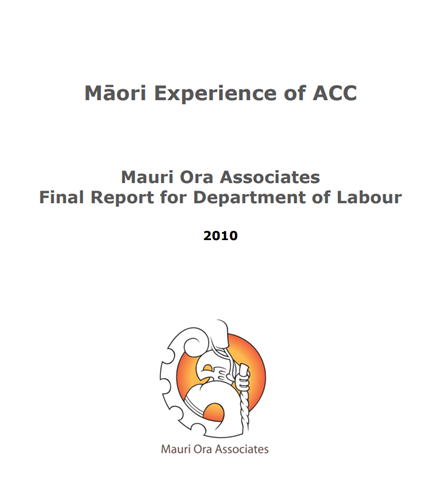 Māori Experience of ACC
Mauri Ora Associates
Final Report for Department of Labour
2010
Mauri Ora Associates